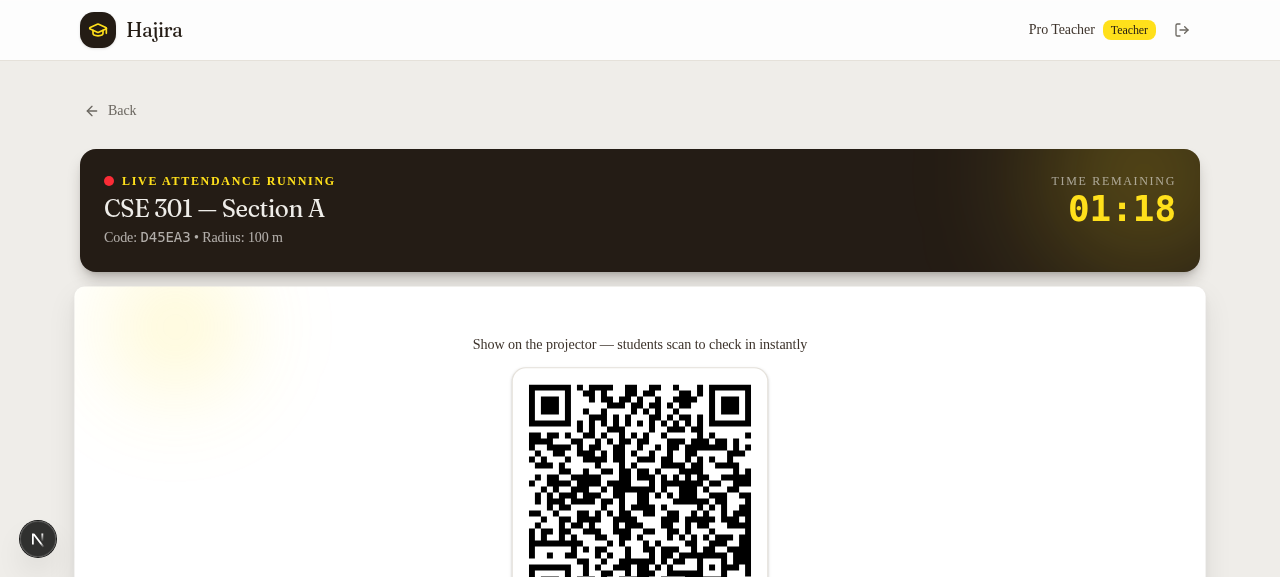 Hajira
Pro Teacher Teacher
Back
LIVE ATTENDANCE RUNNING
CSE 301 — Section A
Code: D45EA3 • Radius: 100 m
TIME REMAINING
01:18
Show on the projector — students scan to check in instantly
N